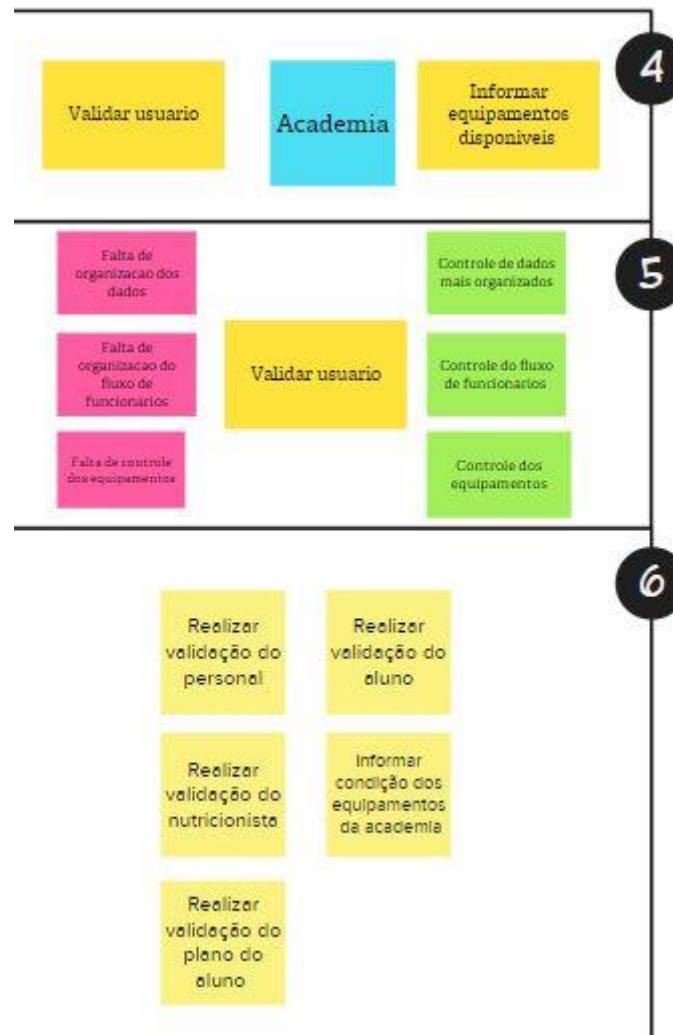 4
Validar usuario
Academia
Informar
equipamentos
disponiveis
5
Falta de
organizacao dos
dados
Controle de dados
mais organizados
Falta de
organizacao do
fluxo de
funcionarios
Validar usuario
Controle do fluxo
de funcionarios
Falta de controle
dos equipamentos
Controle dos
equipamentos
6
Realizar
validação do
personal
Realizar
validação do
aluno
Realizar
validação do
nutricionista
Informar
condição dos
equipamentos
da academia
Realizar
validação do
plano do
aluno